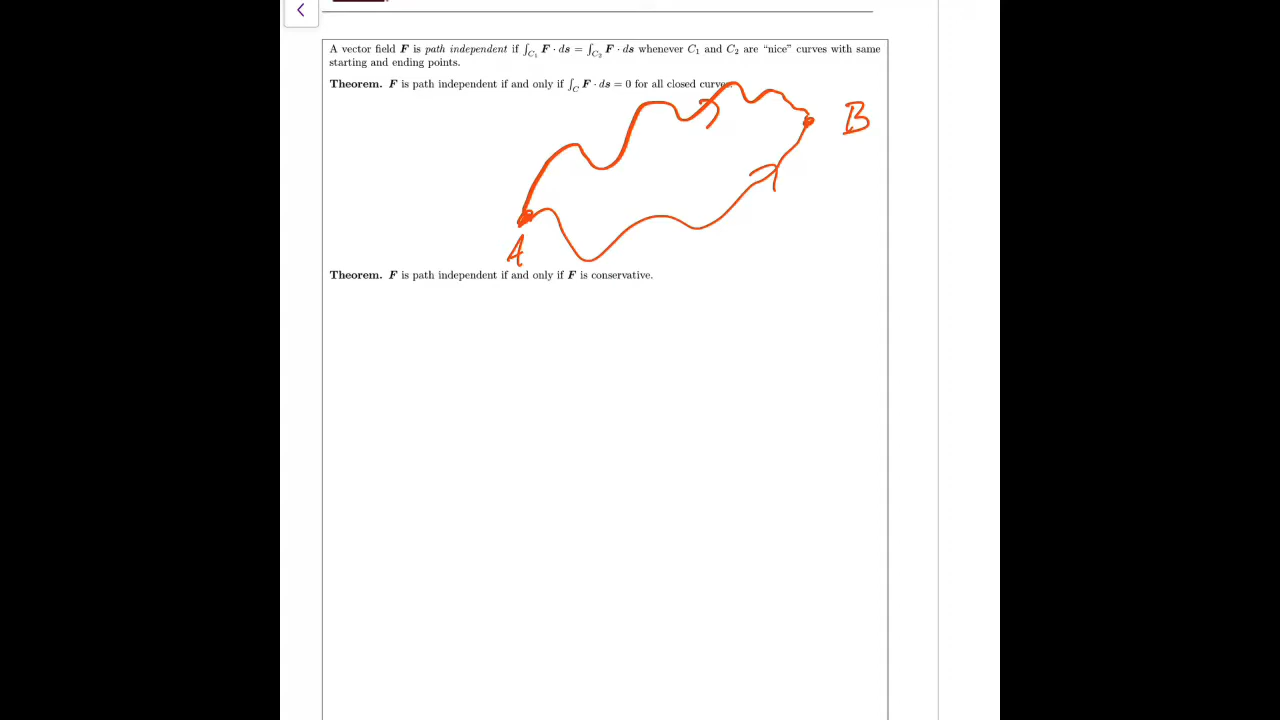 A vector field F is path independent if ∫_{C₁} F · ds = ∫_{C₂} F · ds whenever C₁ and C₂ are “nice” curves with same
starting and ending points.
Theorem. F is path independent if and only if ∫_C F · ds = 0 for all closed curves.
B
A
Theorem. F is path independent if and only if F is conservative.